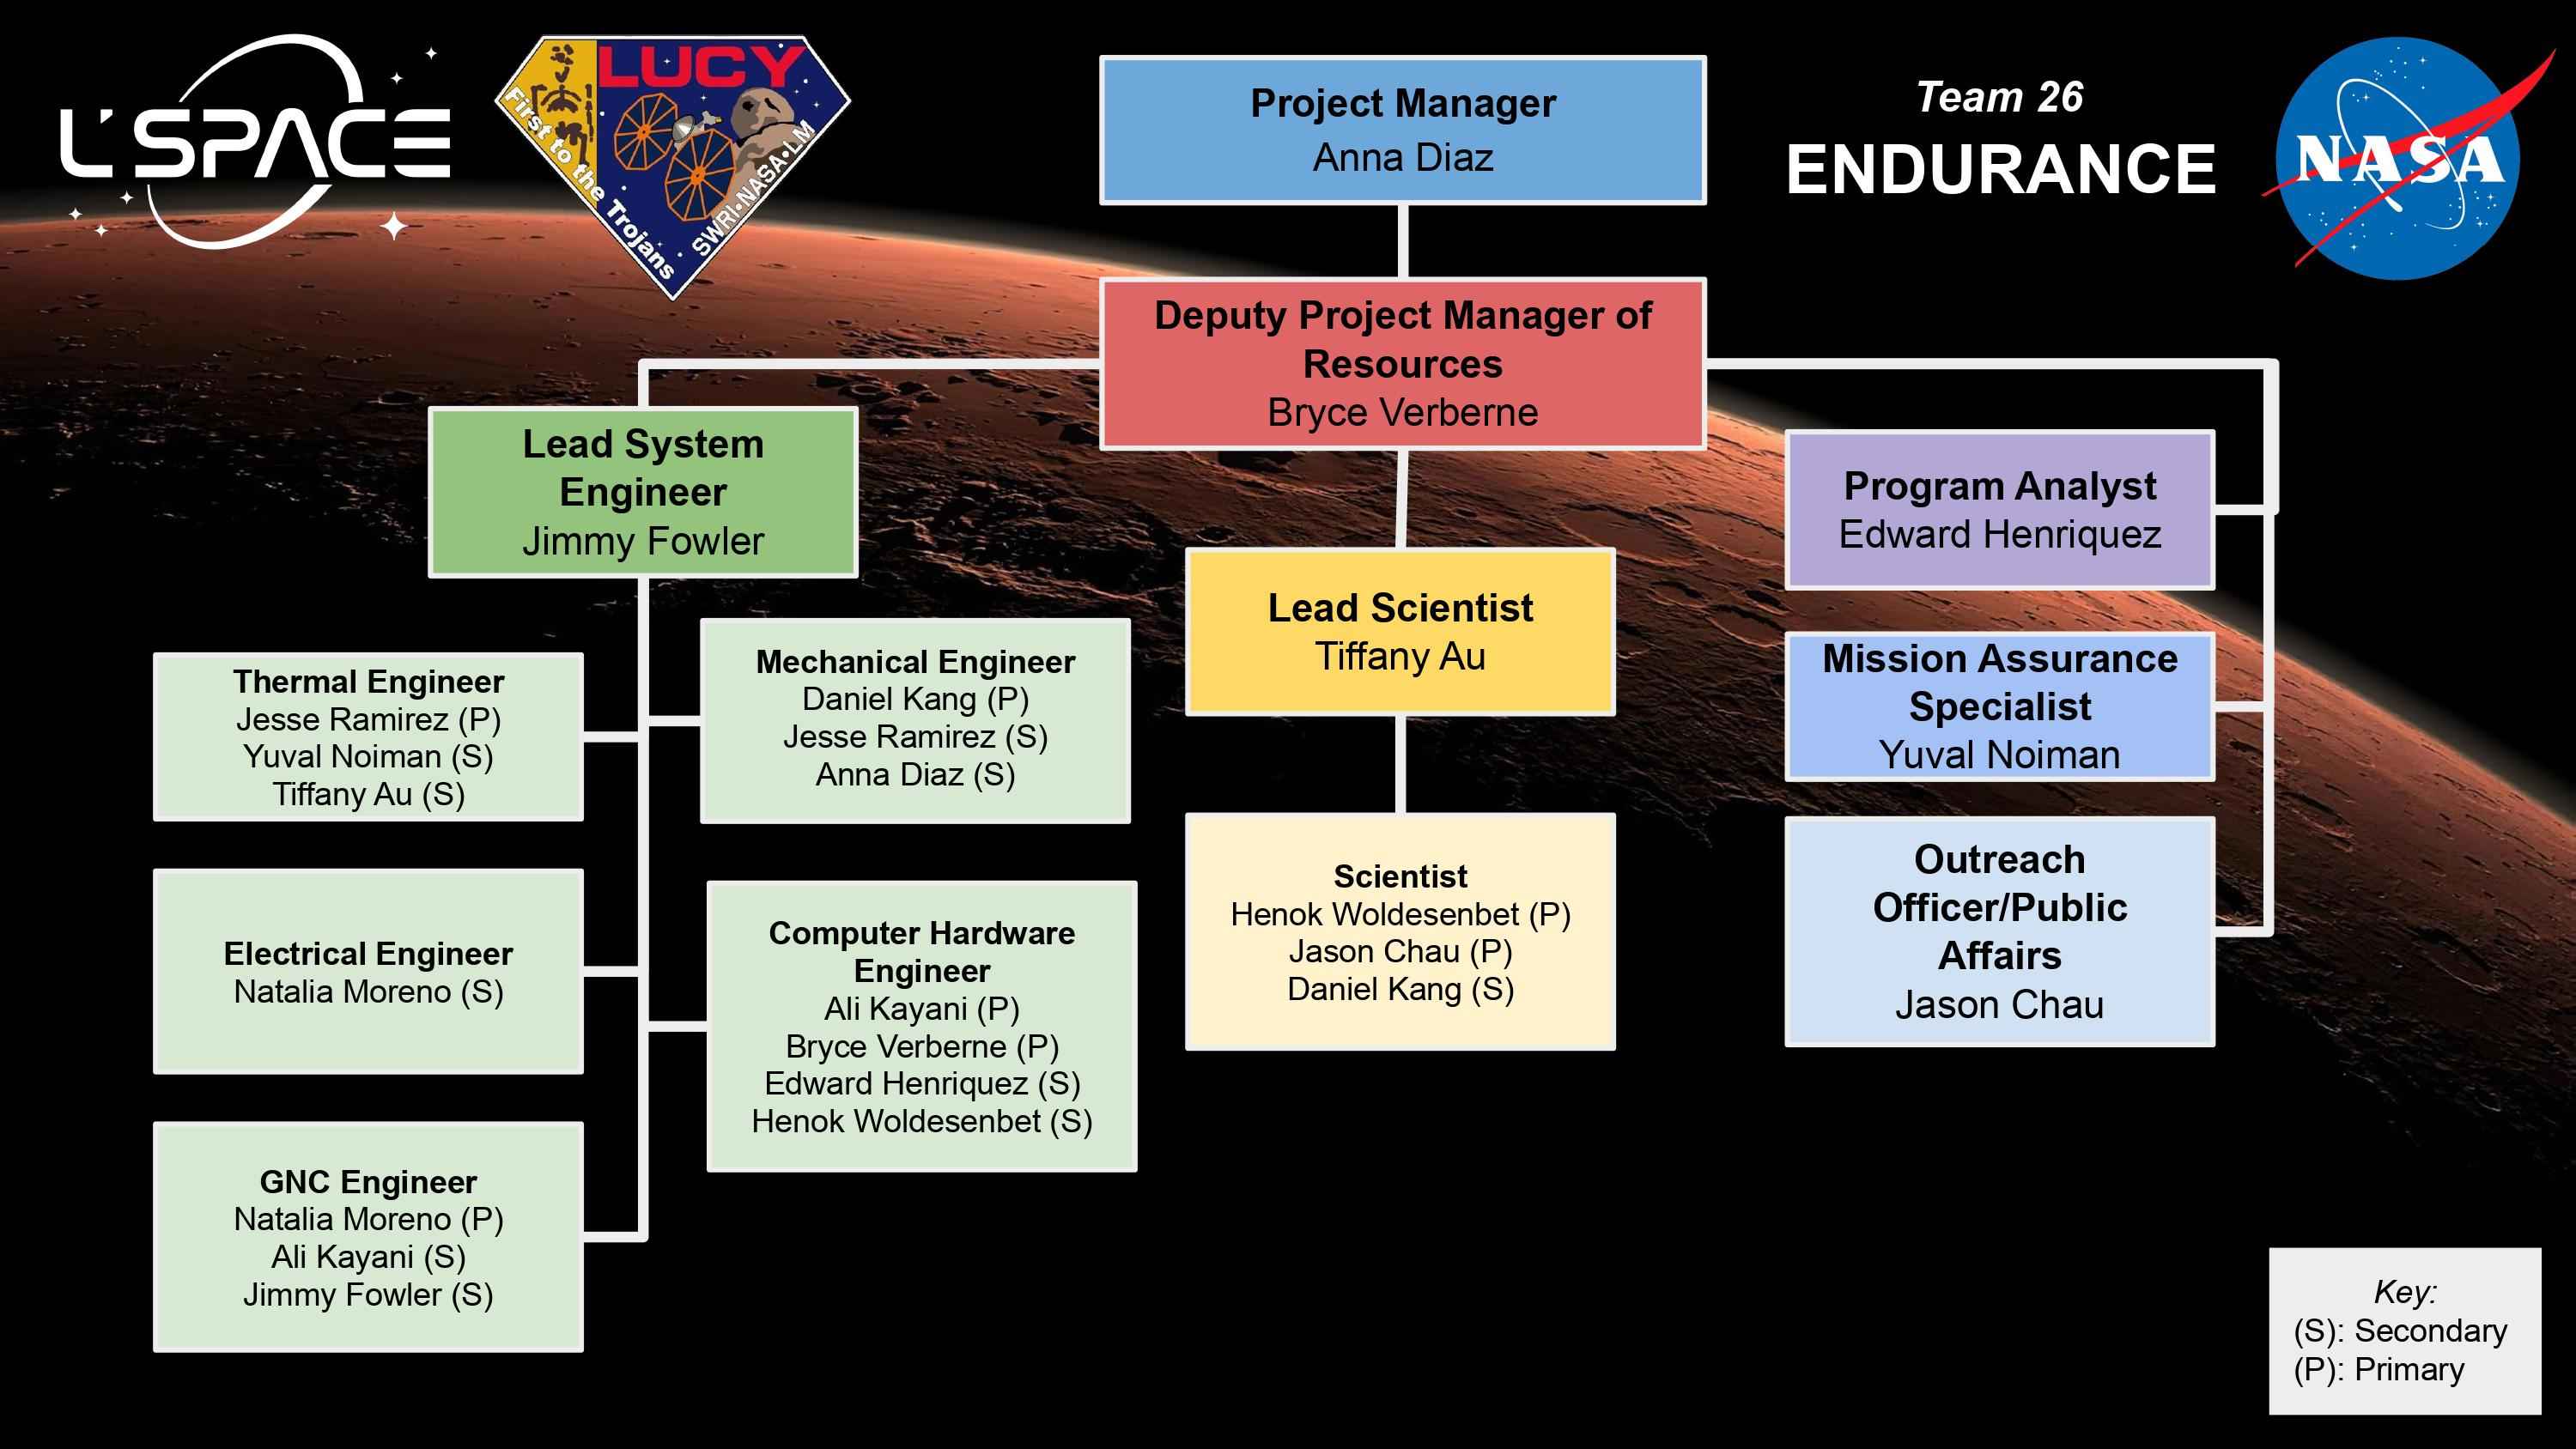 L'SPACE
LUCY
First to the Trojans
SWRI•NASA•LM
Project Manager
Anna Diaz
Team 26
ENDURANCE
NASA
Deputy Project Manager of
Resources
Bryce Verberne
Lead System
Engineer
Jimmy Fowler
Thermal Engineer
Jesse Ramirez (P)
Yuval Noiman (S)
Tiffany Au (S)
Mechanical Engineer
Daniel Kang (P)
Jesse Ramirez (S)
Anna Diaz (S)
Electrical Engineer
Natalia Moreno (S)
Computer Hardware
Engineer
Ali Kayani (P)
Bryce Verberne (P)
Edward Henriquez (S)
Henok Woldesenbet (S)
GNC Engineer
Natalia Moreno (P)
Ali Kayani (S)
Jimmy Fowler (S)
Lead Scientist
Tiffany Au
Scientist
Henok Woldesenbet (P)
Jason Chau (P)
Daniel Kang (S)
Program Analyst
Edward Henriquez
Mission Assurance
Specialist
Yuval Noiman
Outreach
Officer/Public
Affairs
Jason Chau
Key:
(S): Secondary
(P): Primary